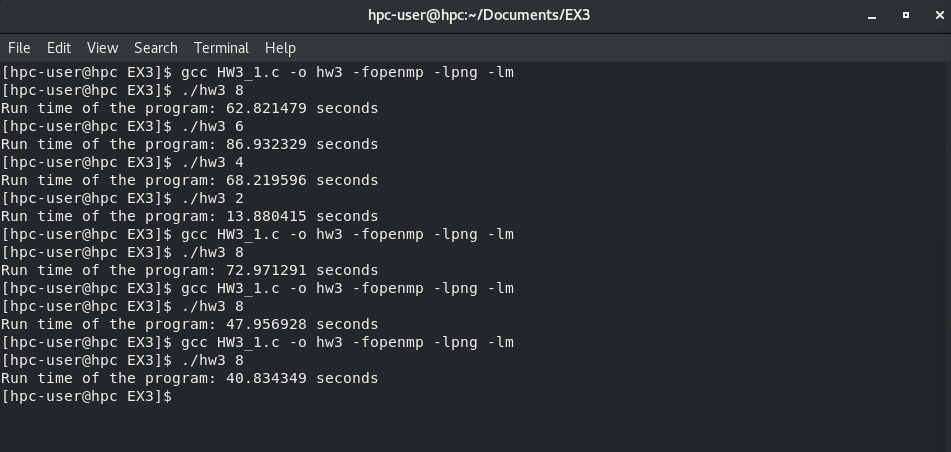 hpc-user@hpc:~/Documents/EX3
File Edit View Search Terminal Help
[hpc-user@hpc EX3]$ gcc HW3_1.c -o hw3 -fopenmp -lpng -lm
[hpc-user@hpc EX3]$ ./hw3 8
Run time of the program: 62.821479 seconds
[hpc-user@hpc EX3]$ ./hw3 6
Run time of the program: 86.932329 seconds
[hpc-user@hpc EX3]$ ./hw3 4
Run time of the program: 68.219596 seconds
[hpc-user@hpc EX3]$ ./hw3 2
Run time of the program: 13.880415 seconds
[hpc-user@hpc EX3]$ gcc HW3_1.c -o hw3 -fopenmp -lpng -lm
[hpc-user@hpc EX3]$ ./hw3 8
Run time of the program: 72.971291 seconds
[hpc-user@hpc EX3]$ gcc HW3_1.c -o hw3 -fopenmp -lpng -lm
[hpc-user@hpc EX3]$ ./hw3 8
Run time of the program: 47.956928 seconds
[hpc-user@hpc EX3]$ gcc HW3_1.c -o hw3 -fopenmp -lpng -lm
[hpc-user@hpc EX3]$ ./hw3 8
Run time of the program: 40.834349 seconds
[hpc-user@hpc EX3]$